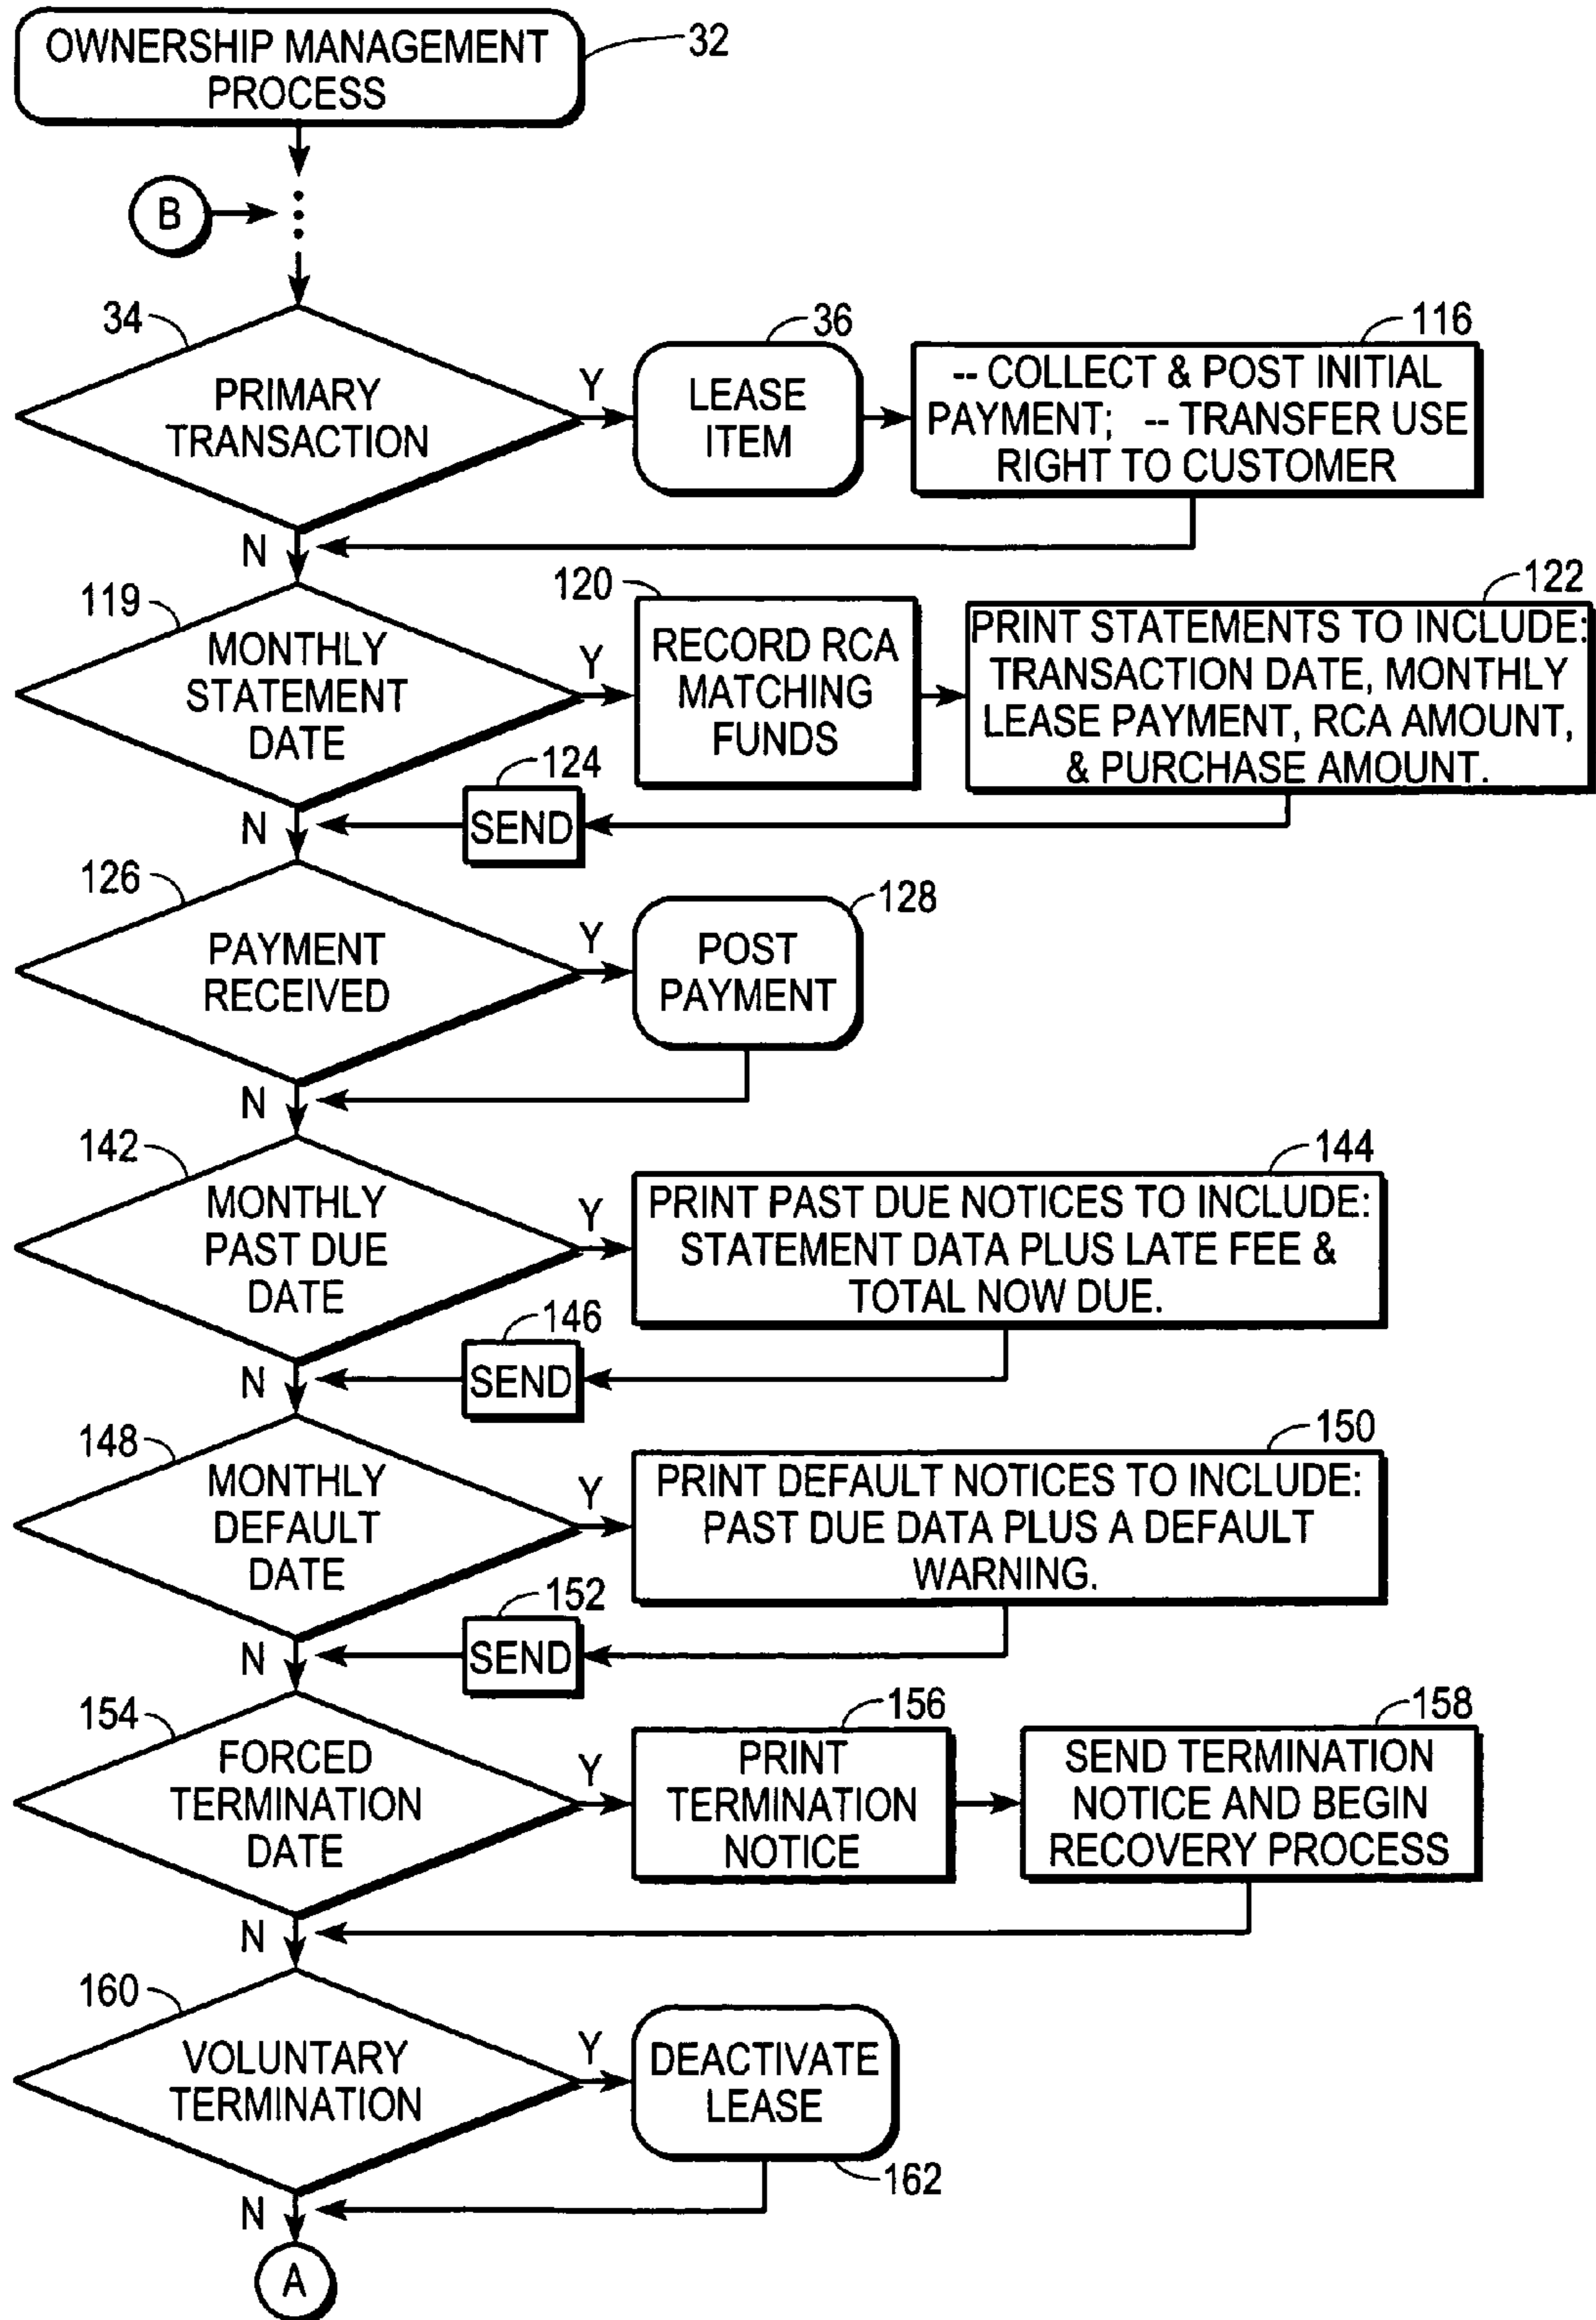 OWNERSHIP MANAGEMENT
PROCESS
32
B
34
PRIMARY
TRANSACTION
Y
36
LEASE
ITEM
116
-- COLLECT & POST INITIAL
PAYMENT; -- TRANSFER USE
RIGHT TO CUSTOMER
N
119
MONTHLY
STATEMENT
DATE
Y
120
RECORD RCA
MATCHING
FUNDS
122
PRINT STATEMENTS TO INCLUDE:
TRANSACTION DATE, MONTHLY
LEASE PAYMENT, RCA AMOUNT,
& PURCHASE AMOUNT.
124
SEND
N
126
PAYMENT
RECEIVED
Y
128
POST
PAYMENT
N
142
MONTHLY
PAST DUE
DATE
Y
144
PRINT PAST DUE NOTICES TO INCLUDE:
STATEMENT DATA PLUS LATE FEE &
TOTAL NOW DUE.
146
SEND
N
148
MONTHLY
DEFAULT
DATE
Y
150
PRINT DEFAULT NOTICES TO INCLUDE:
PAST DUE DATA PLUS A DEFAULT
WARNING.
152
SEND
N
154
FORCED
TERMINATION
DATE
Y
156
PRINT
TERMINATION
NOTICE
158
SEND TERMINATION
NOTICE AND BEGIN
RECOVERY PROCESS
N
160
VOLUNTARY
TERMINATION
Y
DEACTIVATE
LEASE
162
N
A